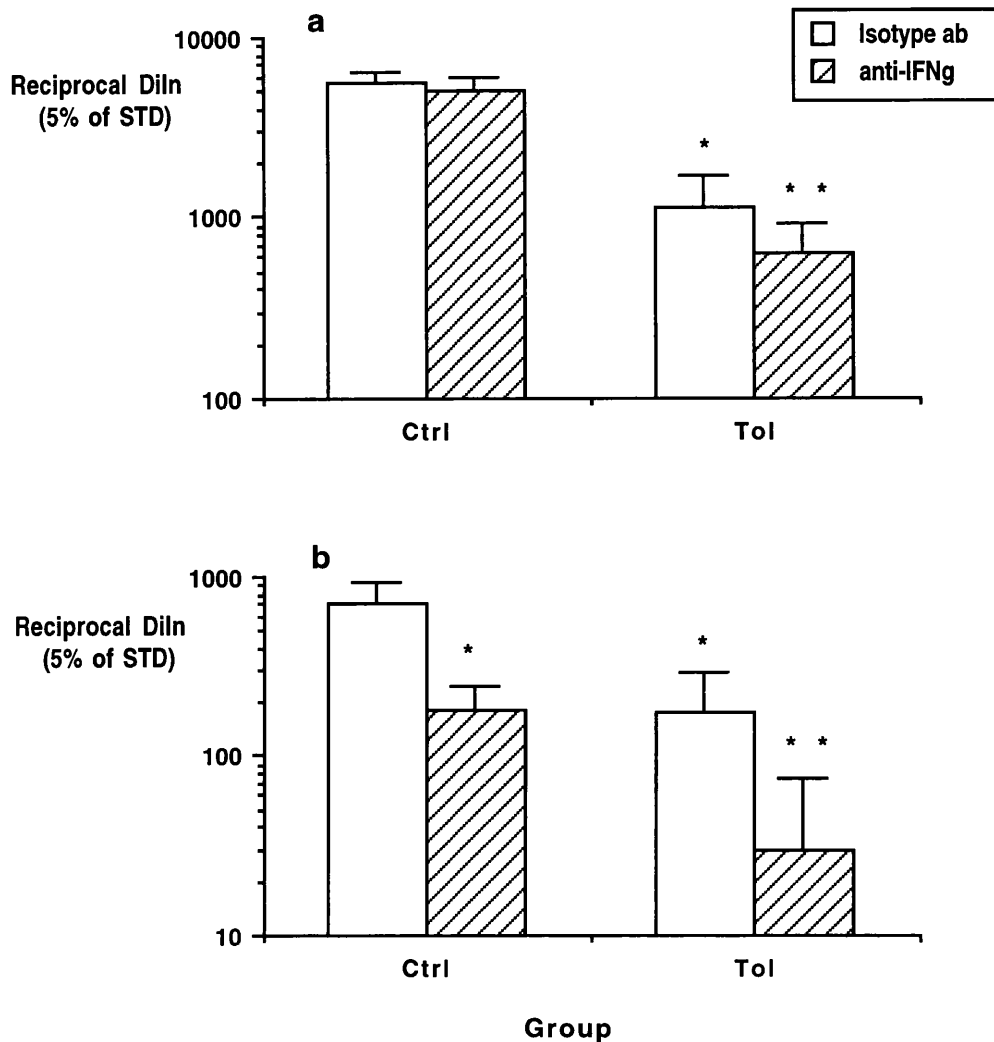 a
Isotype ab
anti-IFNg
Reciprocal Diln
(5% of STD)
10000
1000
100
*
* *
Ctrl
Tol
b
Reciprocal Diln
(5% of STD)
1000
100
10
*
*
* *
Ctrl
Tol
Group